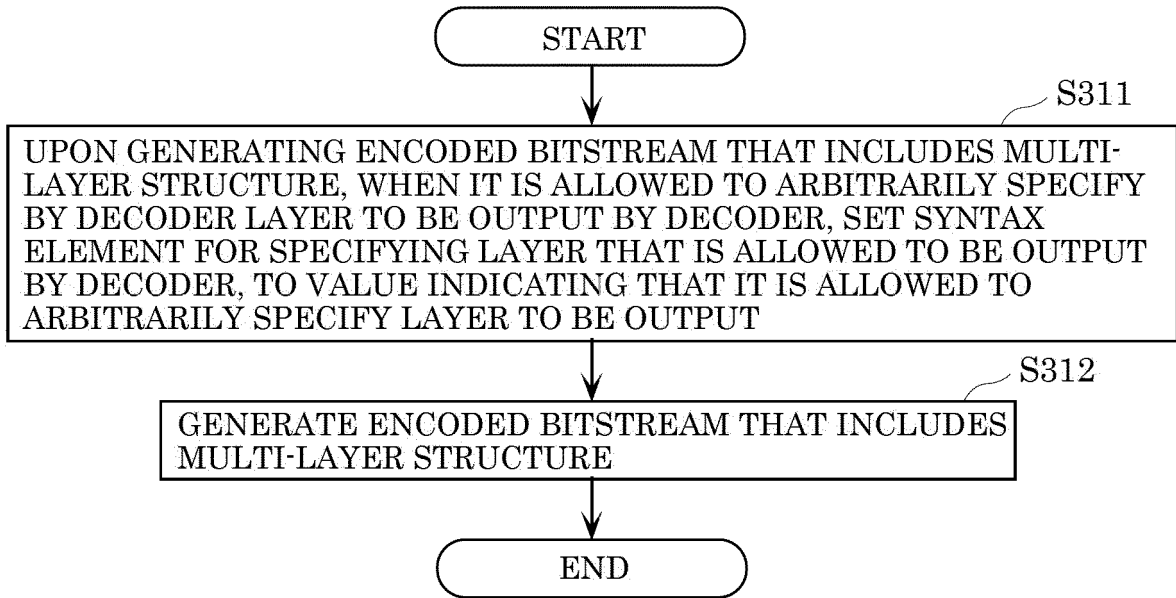 START
S311
UPON GENERATING ENCODED BITSTREAM THAT INCLUDES MULTI-
LAYER STRUCTURE, WHEN IT IS ALLOWED TO ARBITRARILY SPECIFY
BY DECODER LAYER TO BE OUTPUT BY DECODER, SET SYNTAX
ELEMENT FOR SPECIFYING LAYER THAT IS ALLOWED TO BE OUTPUT
BY DECODER, TO VALUE INDICATING THAT IT IS ALLOWED TO
ARBITRARILY SPECIFY LAYER TO BE OUTPUT
S312
GENERATE ENCODED BITSTREAM THAT INCLUDES
MULTI-LAYER STRUCTURE
END